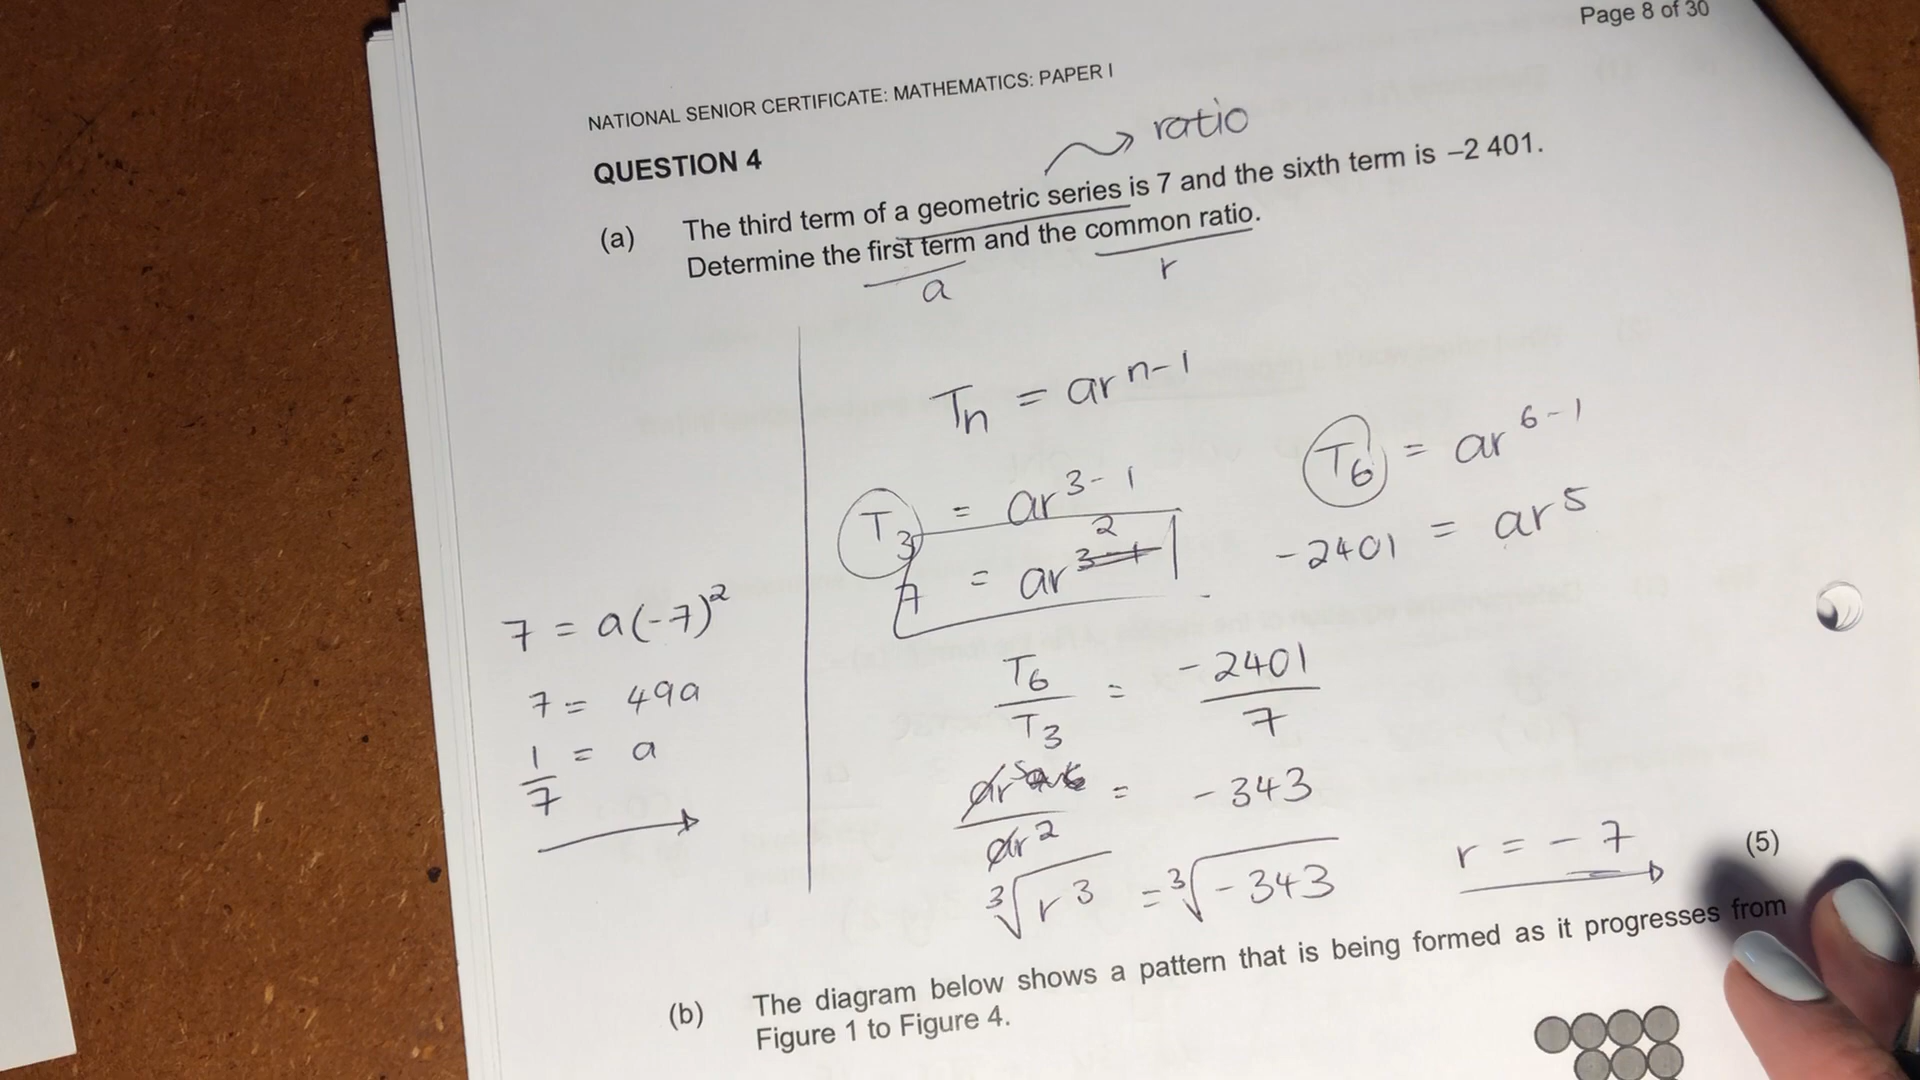 Page 8 of 30
NATIONAL SENIOR CERTIFICATE: MATHEMATICS: PAPER I
ratio
QUESTION 4
(a) The third term of a geometric series is 7 and the sixth term is –2 401.
Determine the first term and the common ratio.
a r
Tn = ar^(n-1)
T3 = ar^(3-1)
7 = ar^2
T6 = ar^(6-1)
-2401 = ar^5
T6/T3 = -2401/7
ar^5/ar^2 = -343
∛r^3 = ∛-343
r = -7
7 = a(-7)^2
7 = 49a
1/7 = a
(5)
(b) The diagram below shows a pattern that is being formed as it progresses from
Figure 1 to Figure 4.